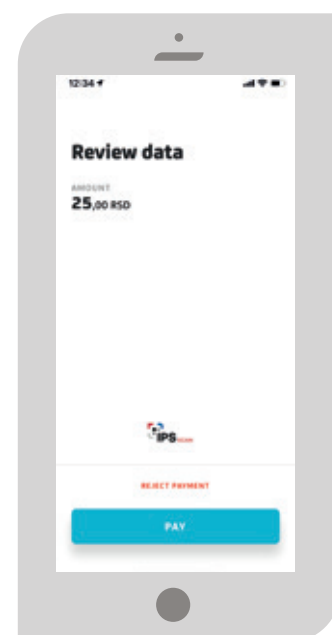 12:34
Review data
AMOUNT
25,00 RSD
IPS
REJECT PAYMENT
PAY